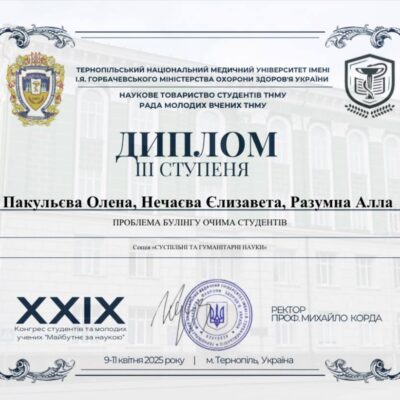 ТЕРНОПІЛЬСЬКИЙ НАЦІОНАЛЬНИЙ МЕДИЧНИЙ УНІВЕРСИТЕТ ІМЕНІ
І.Я. ГОРБАЧЕВСЬКОГО МІНІСТЕРСТВА ОХОРОНИ ЗДОРОВ'Я УКРАЇНИ
НАУКОВЕ ТОВАРИСТВО СТУДЕНТІВ ТНМУ
РАДА МОЛОДИХ ВЧЕНИХ ТНМУ
ДИПЛОМ
ІІІ СТУПЕНЯ
Пакульєва Олена, Нечаєва Єлизавета, Разумна Алла
ПРОБЛЕМА БУЛІНГУ ОЧИМА СТУДЕНТІВ
Секція «СУСПІЛЬНІ ТА ГУМАНІТАРНІ НАУКИ»
XXIX
Конгрес студентів та молодих
учених "Майбутнє за наукою"
РЕКТОР
ПРОФ. МИХАЙЛО КОРДА
9-11 квітня 2025 року | м. Тернопіль, Україна